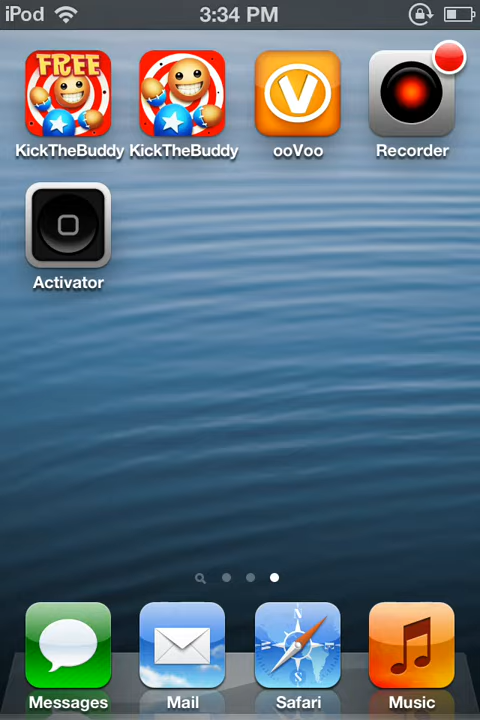 iPod 3:34 PM
FREE
KickTheBuddy KickTheBuddy ooVoo Recorder
Activator
Messages Mail Safari Music